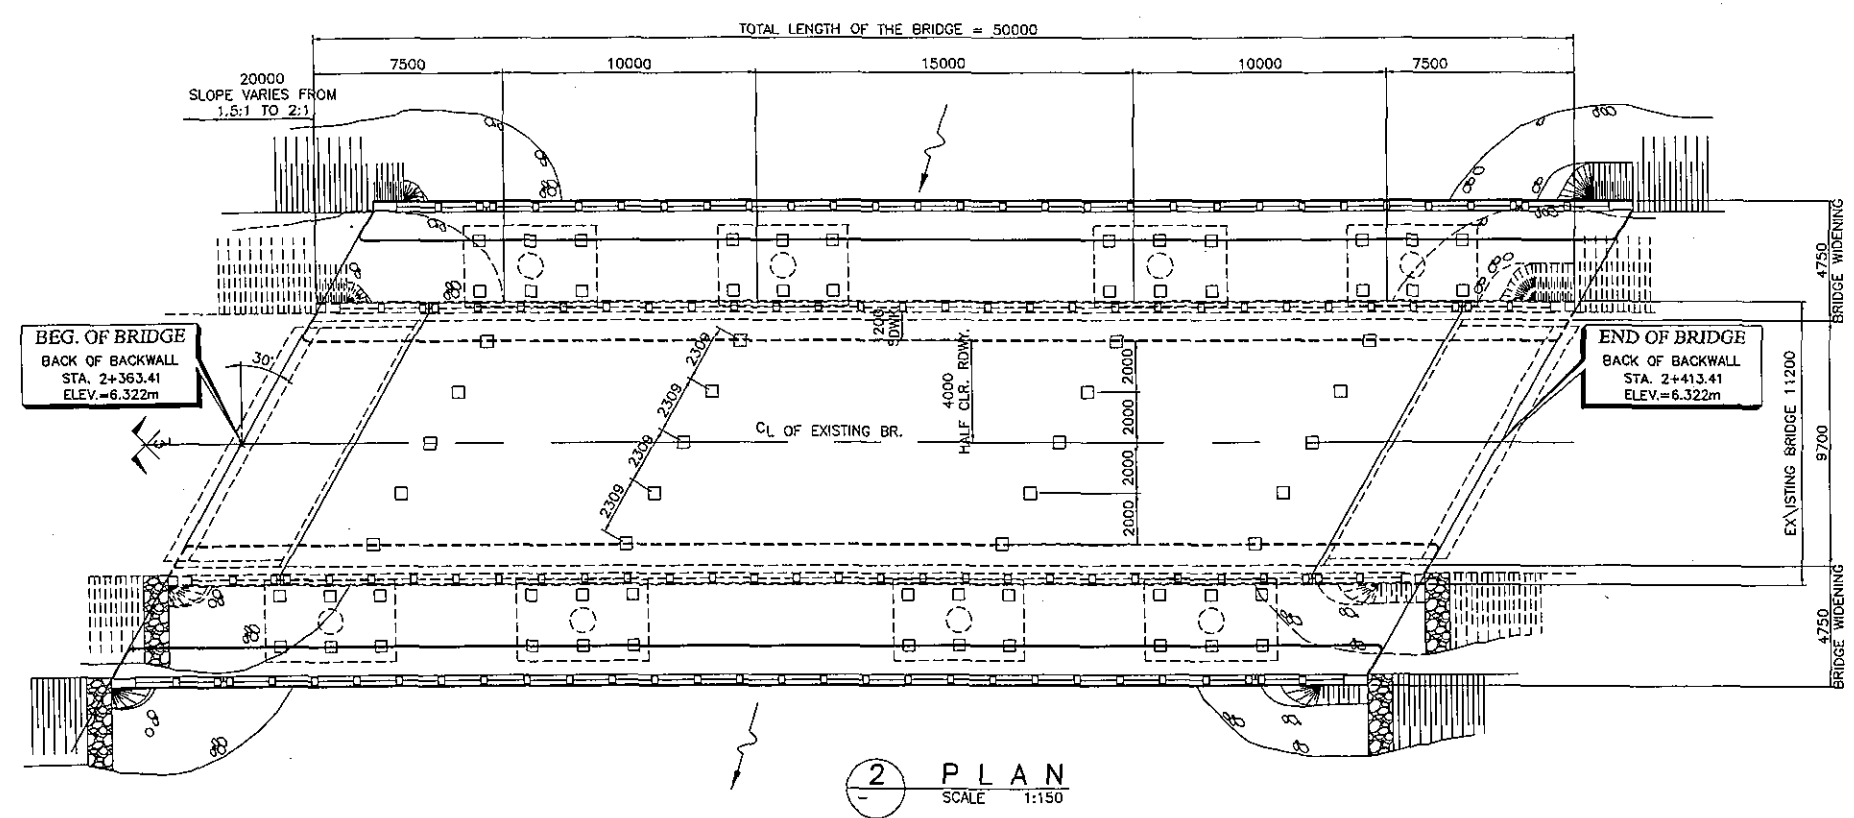 TOTAL LENGTH OF THE BRIDGE = 50000
7500
10000
15000
10000
7500
20000
SLOPE VARIES FROM
1.5:1 TO 2:1
4750
BRIDGE WIDENING
BEG. OF BRIDGE
BACK OF BACKWALL
STA. 2+363.41
ELEV.=6.322m
30°
2309
2309
2309
2309
1200
SDWK.
4000
HALF CLR. RDWY.
2000
2000
2000
2000
CL OF EXISTING BR.
END OF BRIDGE
BACK OF BACKWALL
STA. 2+413.41
ELEV.=6.322m
EXISTING BRIDGE 11200
9700
4750
BRIDGE WIDENING
2 PLAN
- SCALE 1:150